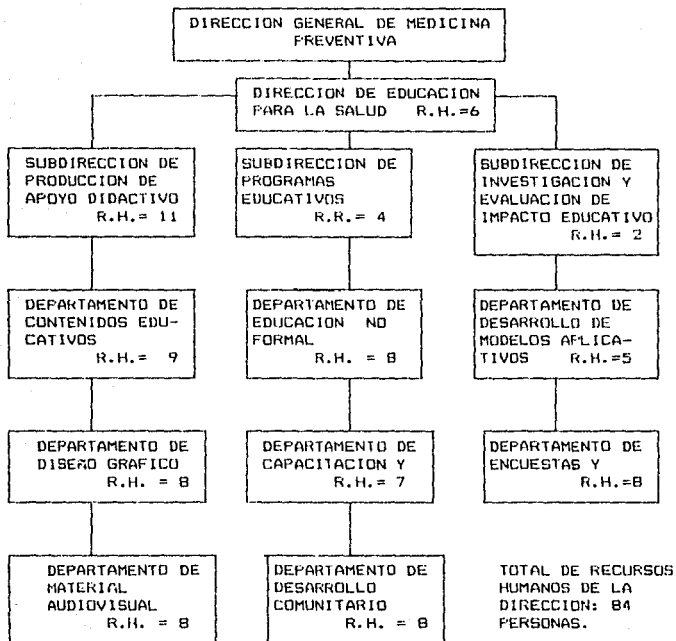 DIRECCION GENERAL DE MEDICINA
PREVENTIVA
DIRECCION DE EDUCACION
PARA LA SALUD R.H.=6
SUBDIRECCION DE
PRODUCCION DE
APOYO DIDACTIVO
R.H.= 11
SUBDIRECCION DE
PROGRAMAS
EDUCATIVOS
R.R.= 4
SUBDIRECCION DE
INVESTIGACION Y
EVALUACION DE
IMPACTO EDUCATIVO
R.H.= 2
DEPARTAMENTO DE
CONTENIDOS EDU-
CATIVOS
R.H.= 9
DEPARTAMENTO DE
EDUCACION NO
FORMAL
R.H. = 8
DEPARTAMENTO DE
DESARROLLO DE
MODELOS APLICA-
TIVOS R.H.=5
DEPARTAMENTO DE
DISEÑO GRAFICO
R.H. = 8
DEPARTAMENTO DE
CAPACITACION Y
R.H. = 7
DEPARTAMENTO DE
ENCUESTAS Y
R.H.=8
DEPARTAMENTO DE
MATERIAL
AUDIOVISUAL
R.H. = 8
DEPARTAMENTO DE
DESARROLLO
COMUNITARIO
R.H. = 8
TOTAL DE RECURSOS
HUMANOS DE LA
DIRECCION: 84
PERSONAS.